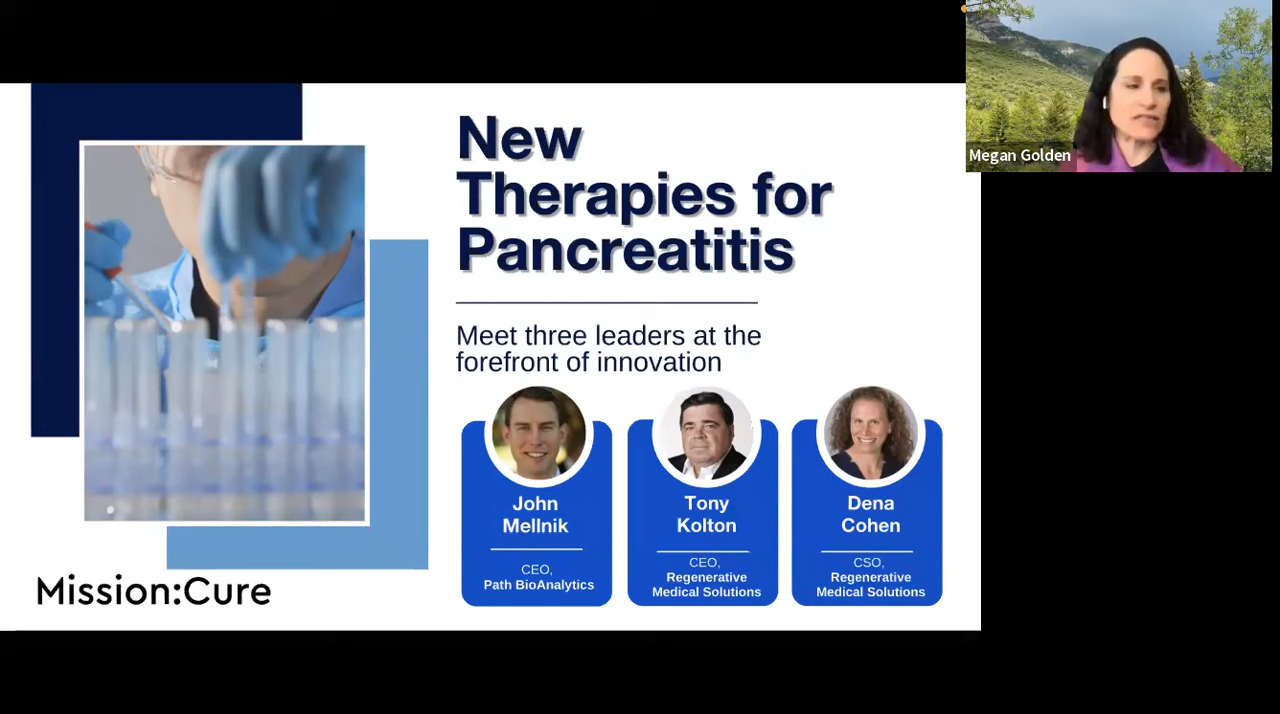 New
Therapies for
Pancreatitis
Meet three leaders at the
forefront of innovation
John
Mellnik
CEO,
Path BioAnalytics
Tony
Kolton
CEO,
Regenerative
Medical Solutions
Dena
Cohen
CSO,
Regenerative
Medical Solutions
Mission:Cure
Megan Golden